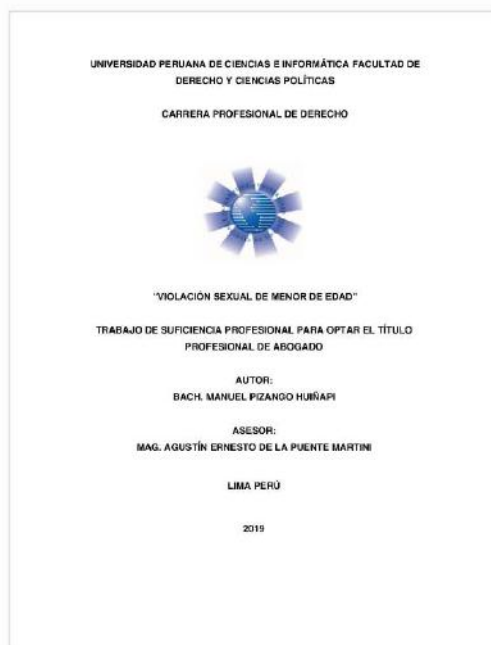 UNIVERSIDAD PERUANA DE CIENCIAS E INFORMÁTICA FACULTAD DE
DERECHO Y CIENCIAS POLÍTICAS
CARRERA PROFESIONAL DE DERECHO
"VIOLACIÓN SEXUAL DE MENOR DE EDAD"
TRABAJO DE SUFICIENCIA PROFESIONAL PARA OPTAR EL TÍTULO
PROFESIONAL DE ABOGADO
AUTOR:
BACH. MANUEL PIZANGO HUIÑAPI
ASESOR:
MAG. AGUSTÍN ERNESTO DE LA PUENTE MARTINI
LIMA PERÚ
2019